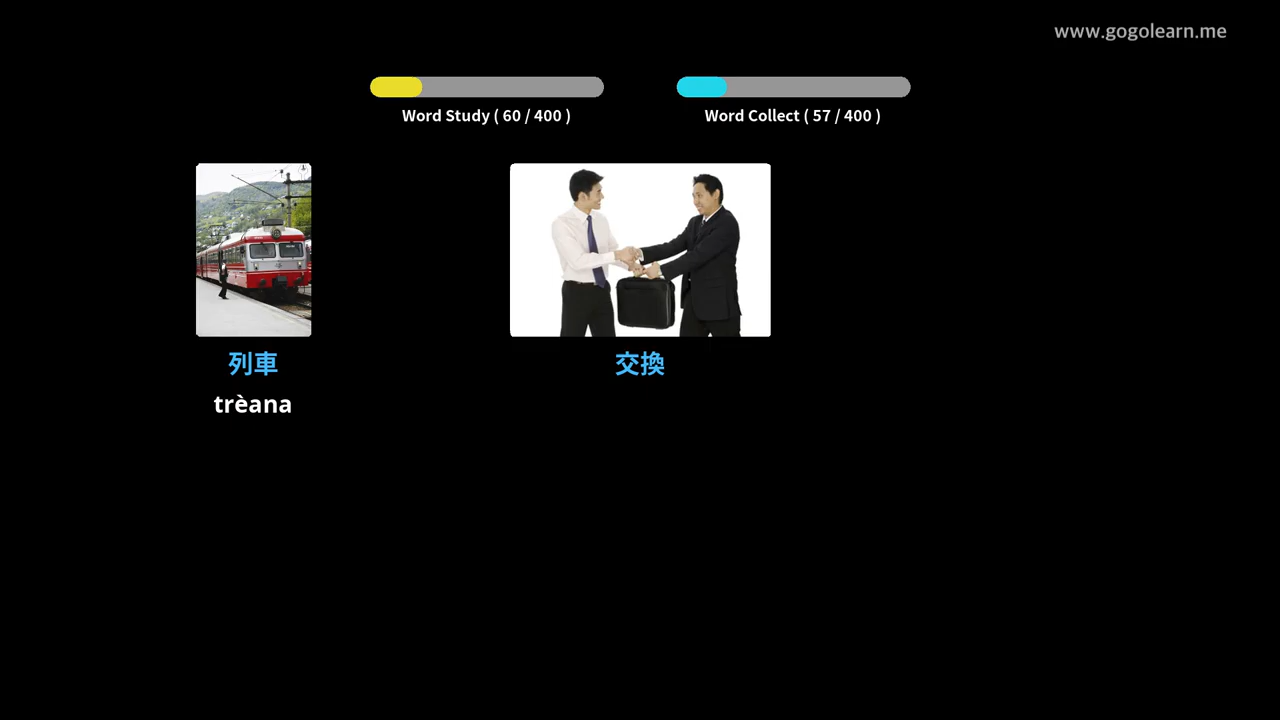 www.gogolearn.me
Word Study ( 60 / 400 )
Word Collect ( 57 / 400 )
列車
交換
trèana